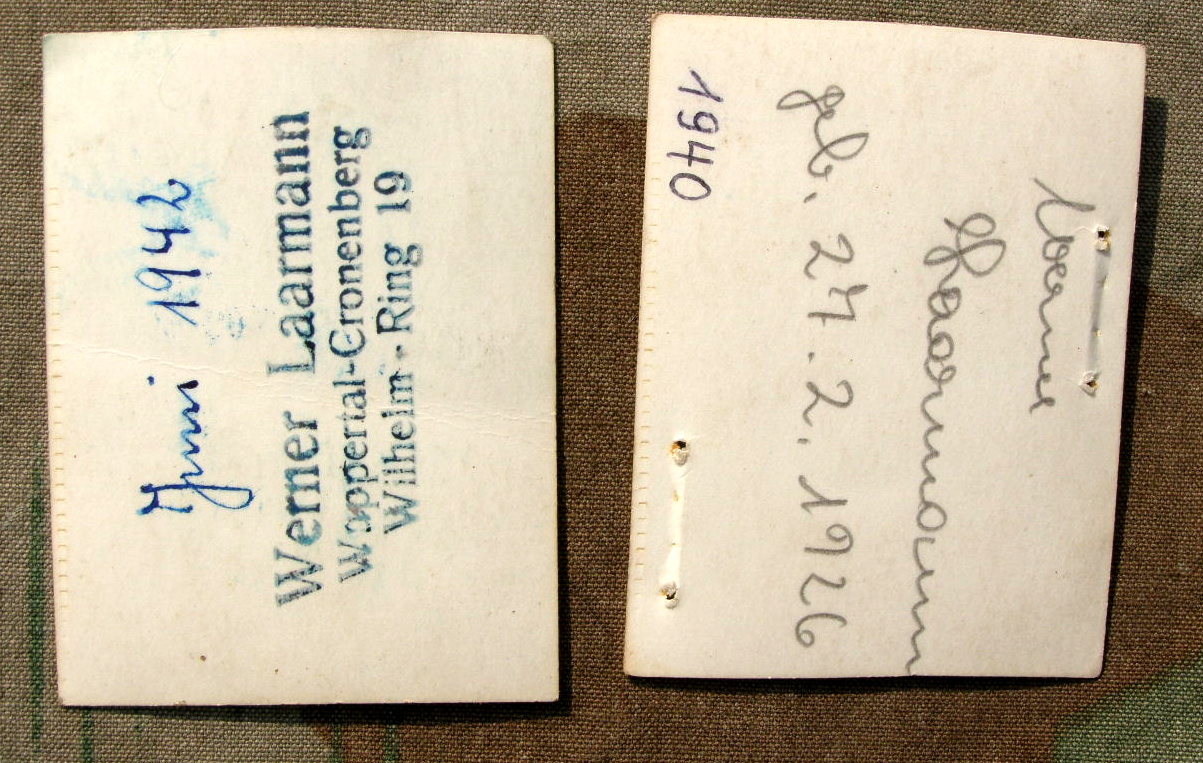 Juni 1942
Werner Laarmann
Wuppertal-Cronenberg
Wilhelm-Ring 19
Werner
Laarmann
geb. 27.2.1926
1940